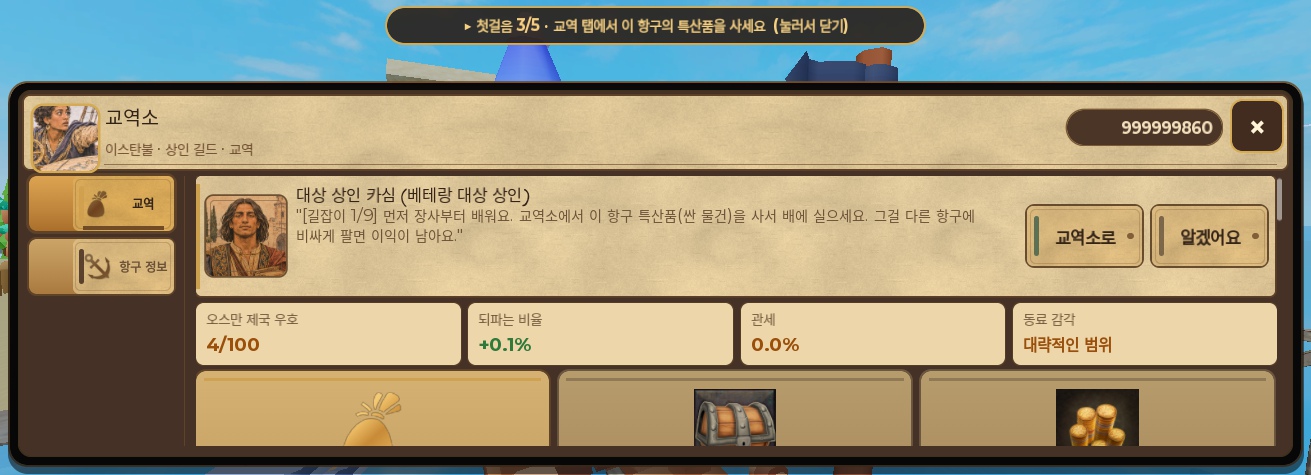 ▸ 첫걸음 3/5 · 교역 탭에서 이 항구의 특산품을 사세요 (눌러서 닫기)
교역소
이스탄불 · 상인 길드 · 교역
999999860
×
교역
항구 정보
대상 상인 카심 (베테랑 대상 상인)
"[길잡이 1/9] 먼저 장사부터 배워요. 교역소에서 이 항구 특산품(싼 물건)을 사서 배에 실으세요. 그걸 다른 항구에
비싸게 팔면 이익이 남아요."
교역소로
알겠어요
오스만 제국 우호
4/100
되파는 비율
+0.1%
관세
0.0%
동료 감각
대략적인 범위